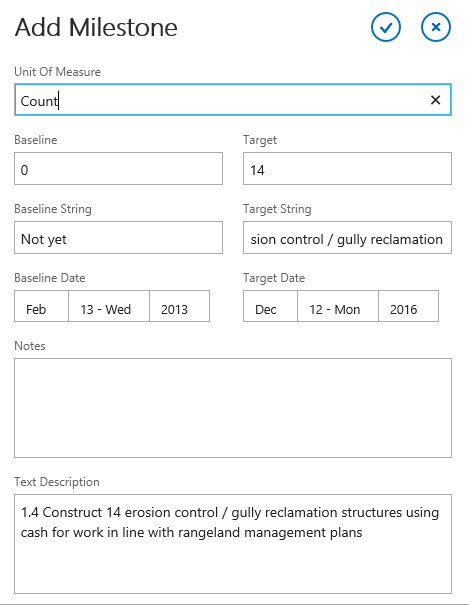 Add Milestone
Unit Of Measure
Count
Baseline Target
0 14
Baseline String Target String
Not yet sion control / gully reclamation
Baseline Date Target Date
Feb 13 - Wed 2013 Dec 12 - Mon 2016
Notes
Text Description
1.4 Construct 14 erosion control / gully reclamation structures using
cash for work in line with rangeland management plans